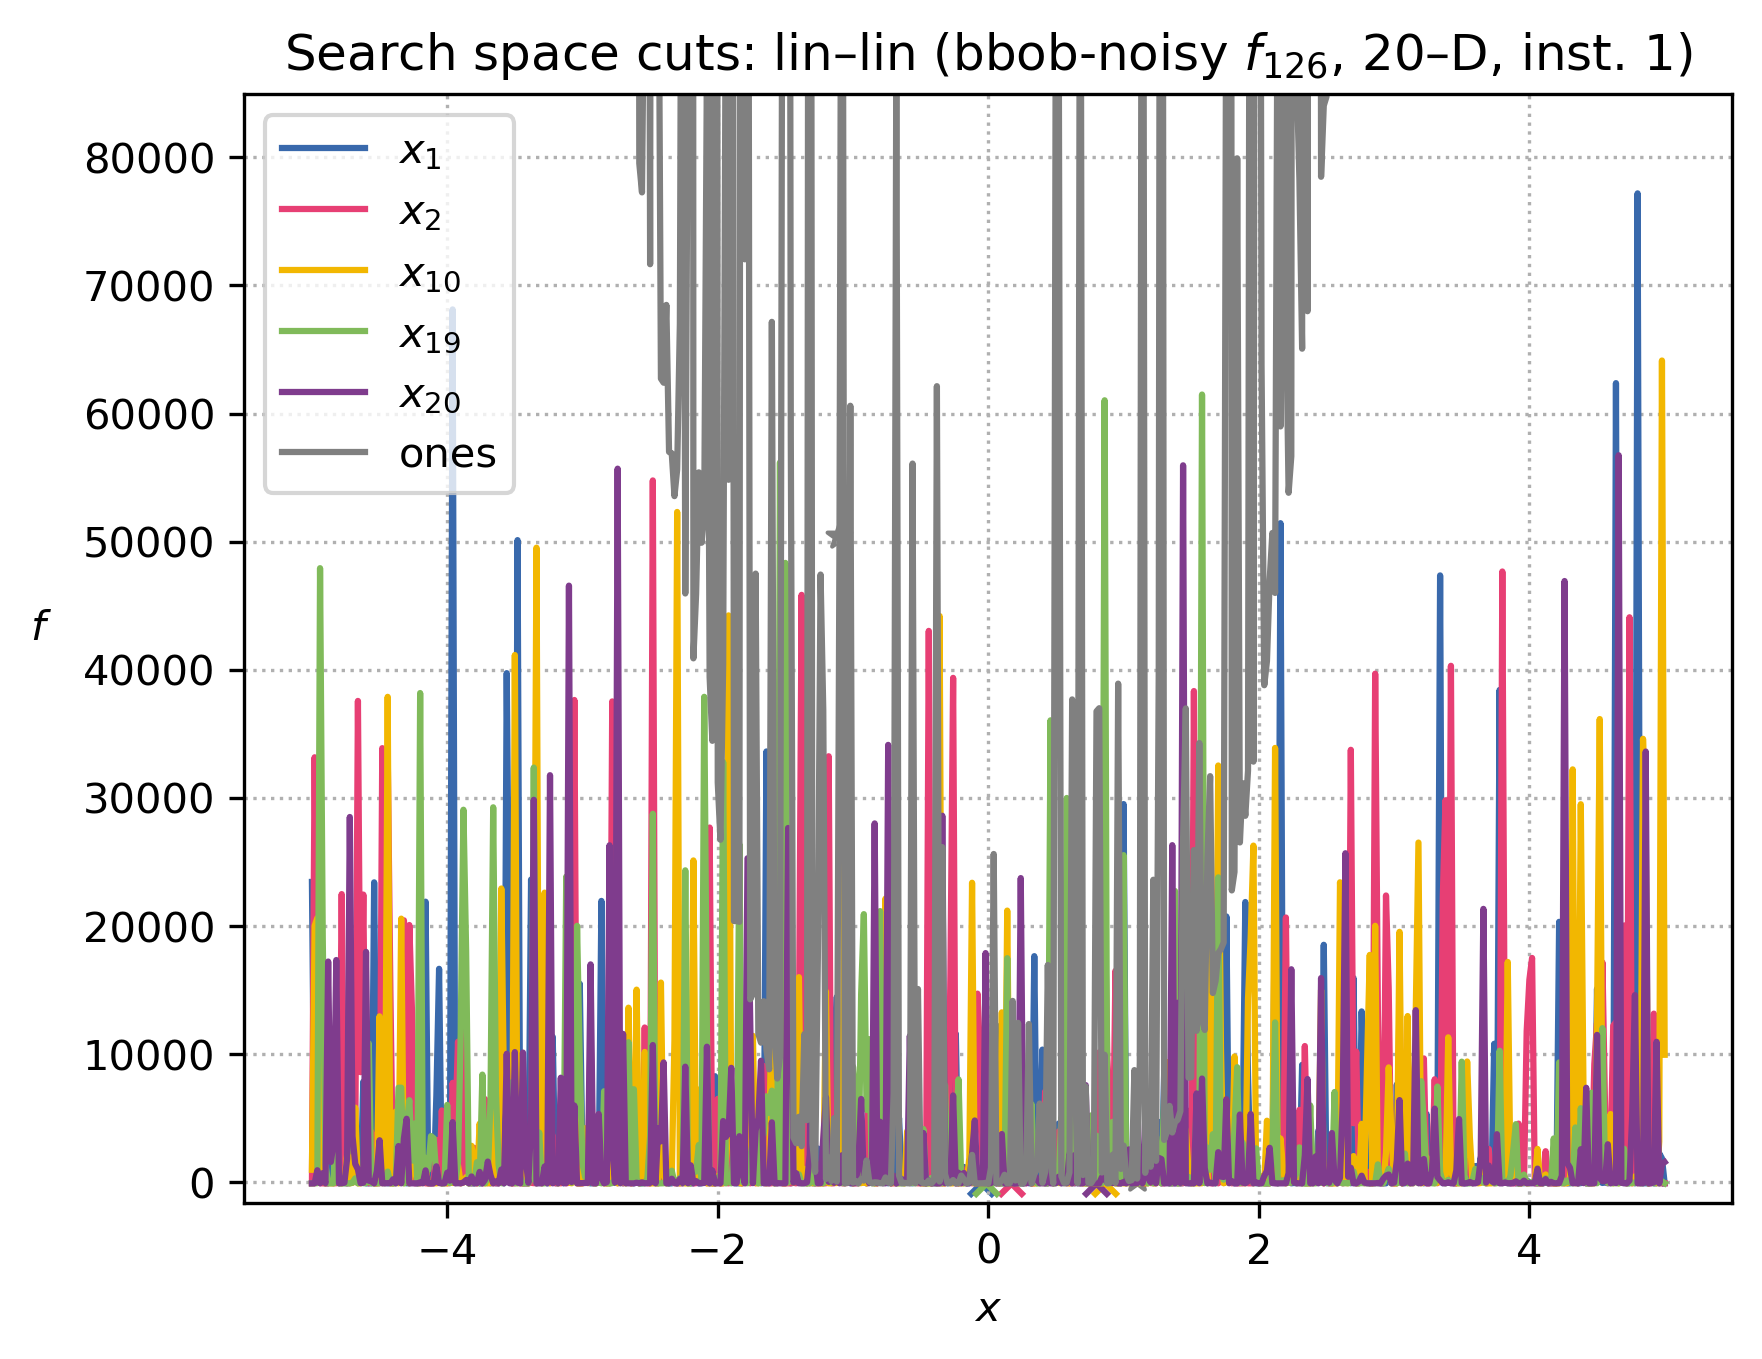 Search space cuts: lin–lin (bbob-noisy f₁₂₆, 20–D, inst. 1)
x₁
x₂
x₁₀
x₁₉
x₂₀
ones
80000
70000
60000
50000
40000
30000
20000
10000
0
f
−4
−2
0
2
4
x